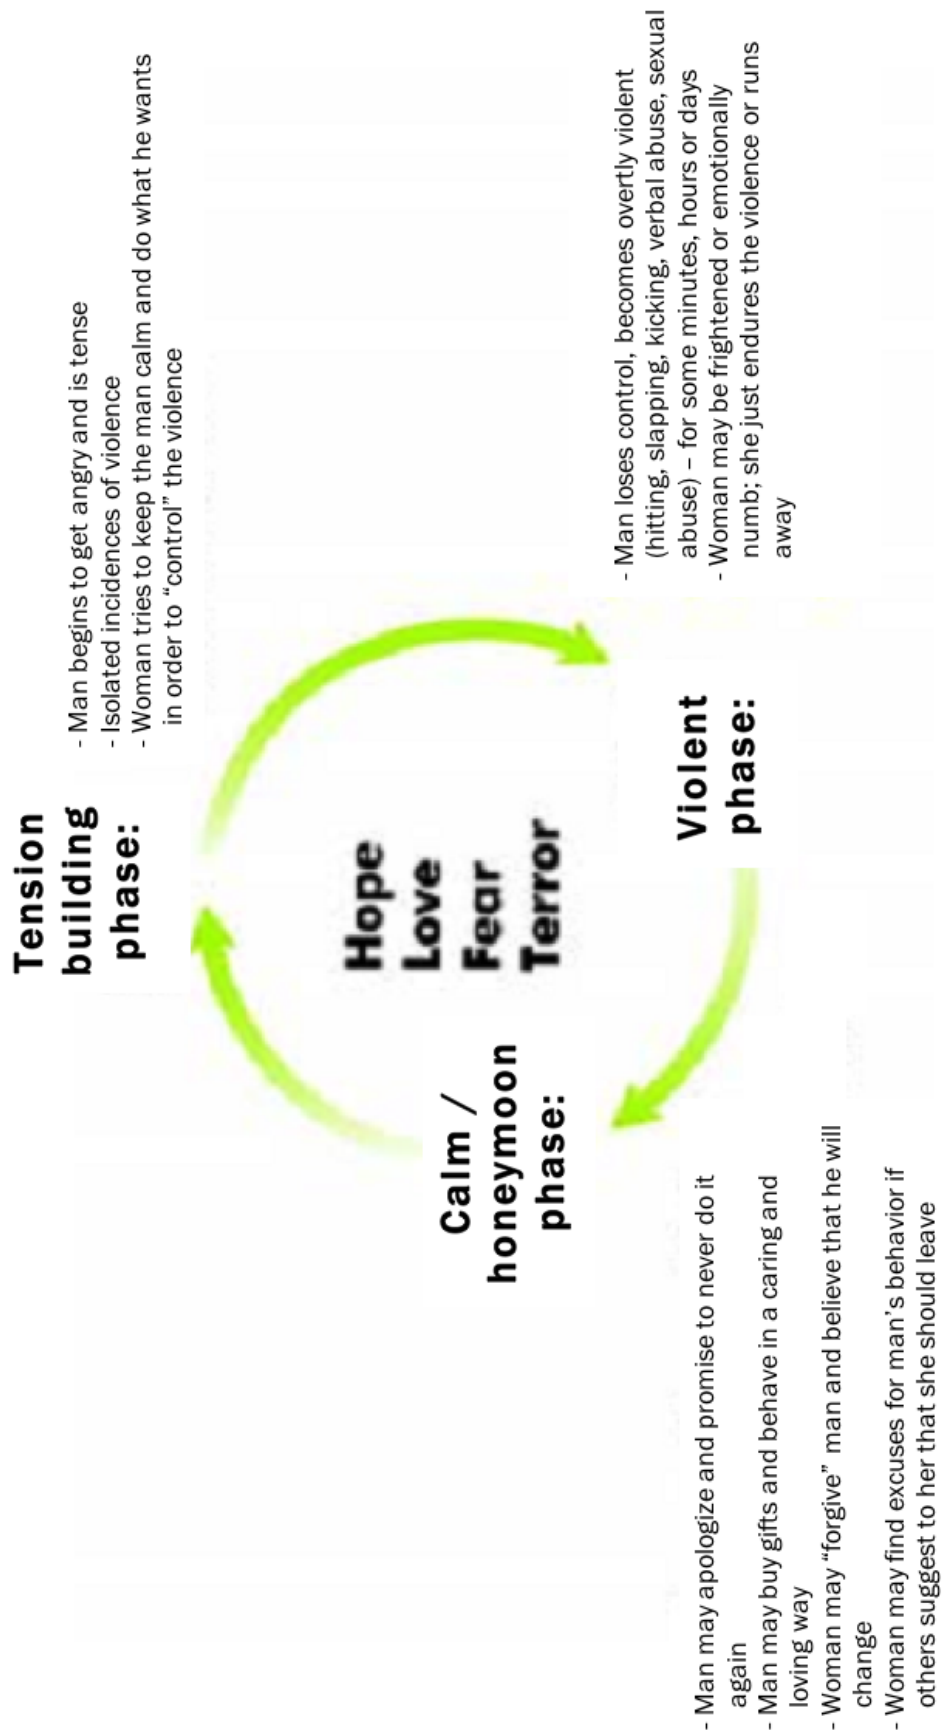 Tension
building
phase:
- Man begins to get angry and is tense
- Isolated incidences of violence
- Woman tries to keep the man calm and do what he wants
in order to “control” the violence
Hope
Love
Fear
Terror
Violent
phase:
- Man loses control, becomes overtly violent
(hitting, slapping, kicking, verbal abuse, sexual
abuse) – for some minutes, hours or days
- Woman may be frightened or emotionally
numb; she just endures the violence or runs
away
Calm /
honeymoon
phase:
- Man may apologize and promise to never do it
again
- Man may buy gifts and behave in a caring and
loving way
- Woman may “forgive” man and believe that he will
change
- Woman may find excuses for man’s behavior if
others suggest to her that she should leave